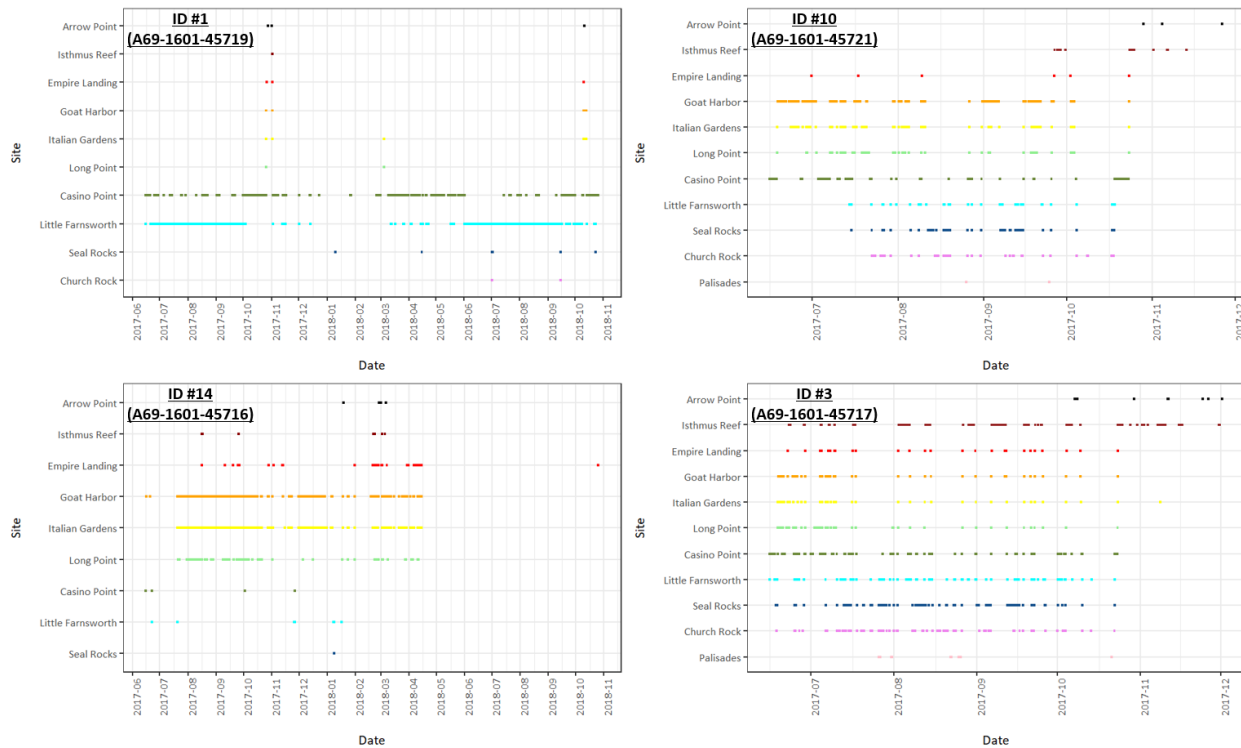 ID #1
(A69-1601-45719)
Arrow Point
Isthmus Reef
Empire Landing
Goat Harbor
Italian Gardens
Long Point
Casino Point
Little Farnsworth
Seal Rocks
Church Rock
Site
2017-06
2017-07
2017-08
2017-09
2017-10
2017-11
2017-12
2018-01
2018-02
2018-03
2018-04
2018-05
2018-06
2018-07
2018-08
2018-09
2018-10
2018-11
Date
ID #10
(A69-1601-45721)
Arrow Point
Isthmus Reef
Empire Landing
Goat Harbor
Italian Gardens
Long Point
Casino Point
Little Farnsworth
Seal Rocks
Church Rock
Palisades
Site
2017-07
2017-08
2017-09
2017-10
2017-11
2017-12
Date
ID #14
(A69-1601-45716)
Arrow Point
Isthmus Reef
Empire Landing
Goat Harbor
Italian Gardens
Long Point
Casino Point
Little Farnsworth
Seal Rocks
Site
2017-06
2017-07
2017-08
2017-09
2017-10
2017-11
2017-12
2018-01
2018-02
2018-03
2018-04
2018-05
2018-06
2018-07
2018-08
2018-09
2018-10
2018-11
Date
ID #3
(A69-1601-45717)
Arrow Point
Isthmus Reef
Empire Landing
Goat Harbor
Italian Gardens
Long Point
Casino Point
Little Farnsworth
Seal Rocks
Church Rock
Palisades
Site
2017-07
2017-08
2017-09
2017-10
2017-11
2017-12
Date